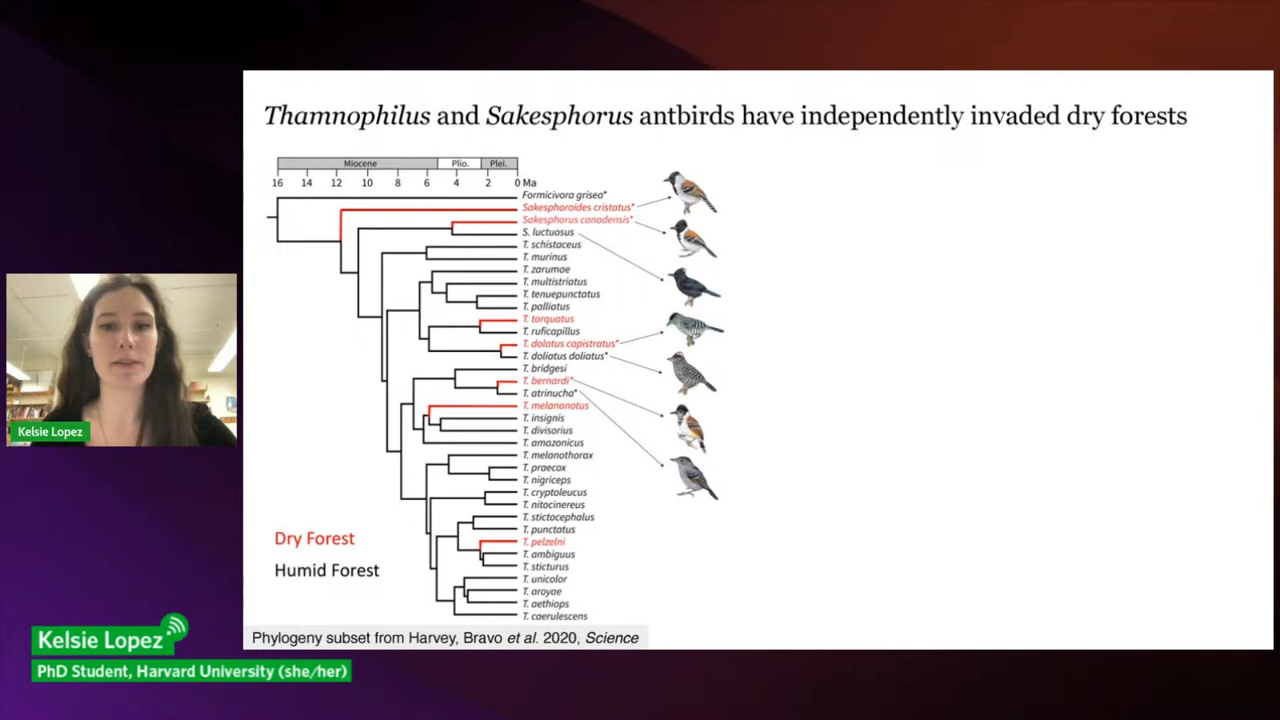 Thamnophilus and Sakesphorus antbirds have independently invaded dry forests
Miocene Plio. Plei.
16 14 12 10 8 6 4 2 0 Ma
Formicivora grisea*
Sakesphoroides cristatus*
Sakesphorus canadensis*
S. luctuosus
T. schistaceus
T. murinus
T. zarumae
T. multistriatus
T. tenuepunctatus
T. palliatus
T. torquatus
T. ruficapillus
T. dolatus capistratus*
T. doliatus doliatus*
T. bridgesi
T. bernardi*
T. atrinucha*
T. melanonotus
T. insignis
T. divisorius
T. amazonicus
T. melanothorax
T. praecox
T. nigriceps
T. cryptoleucus
T. nitocinereus
T. stictocephalus
T. punctatus
T. pelzelni
T. ambiguus
T. sticturus
T. unicolor
T. aroyae
T. aethiops
T. caerulescens
Dry Forest
Humid Forest
Phylogeny subset from Harvey, Bravo et al. 2020, Science
Kelsie Lopez
Kelsie Lopez
PhD Student, Harvard University (she/her)